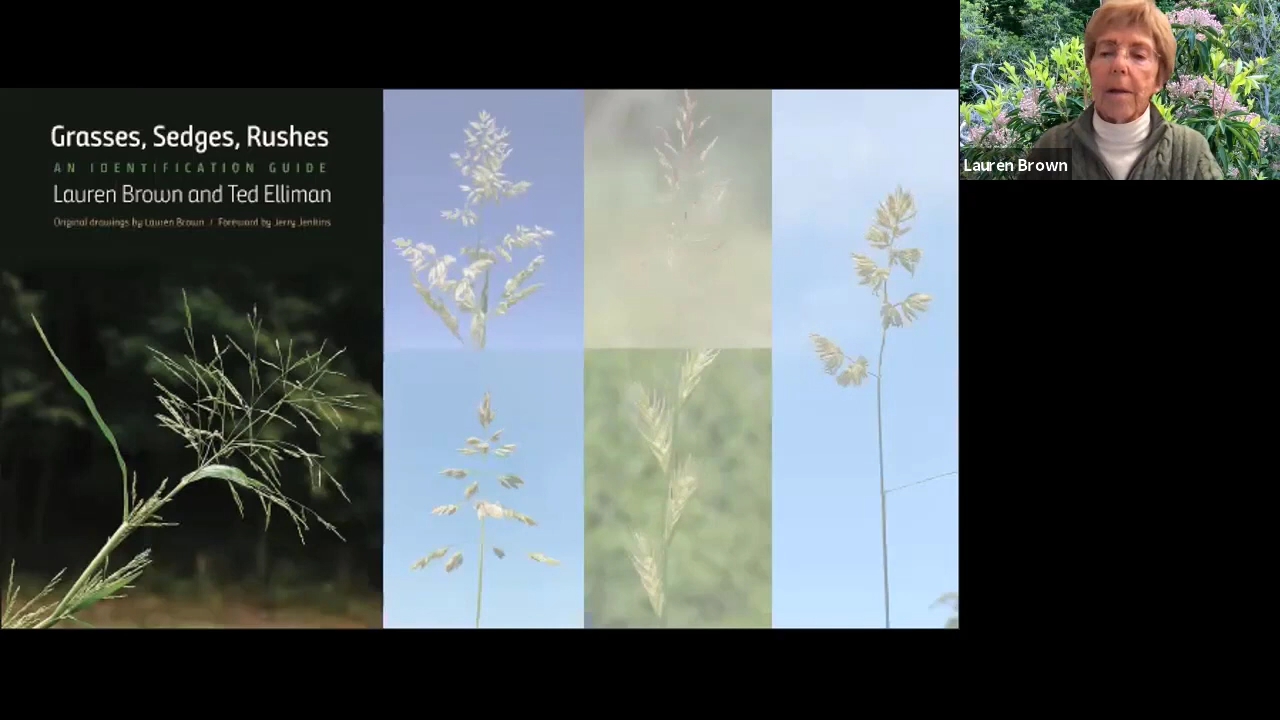 Grasses, Sedges, Rushes
AN IDENTIFICATION GUIDE
Lauren Brown and Ted Elliman
Original drawings by Lauren Brown / Foreword by Jerry Jenkins
Lauren Brown